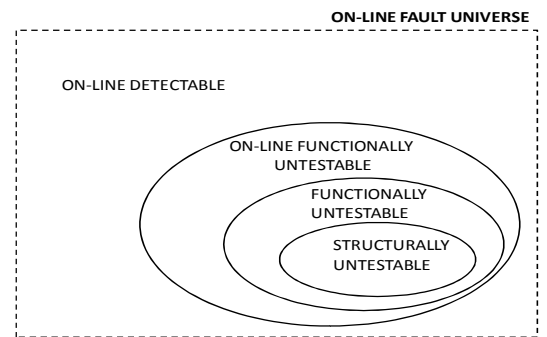 ON-LINE FAULT UNIVERSE
ON-LINE DETECTABLE
ON-LINE FUNCTIONALLY
UNTESTABLE
FUNCTIONALLY
UNTESTABLE
STRUCTURALLY
UNTESTABLE